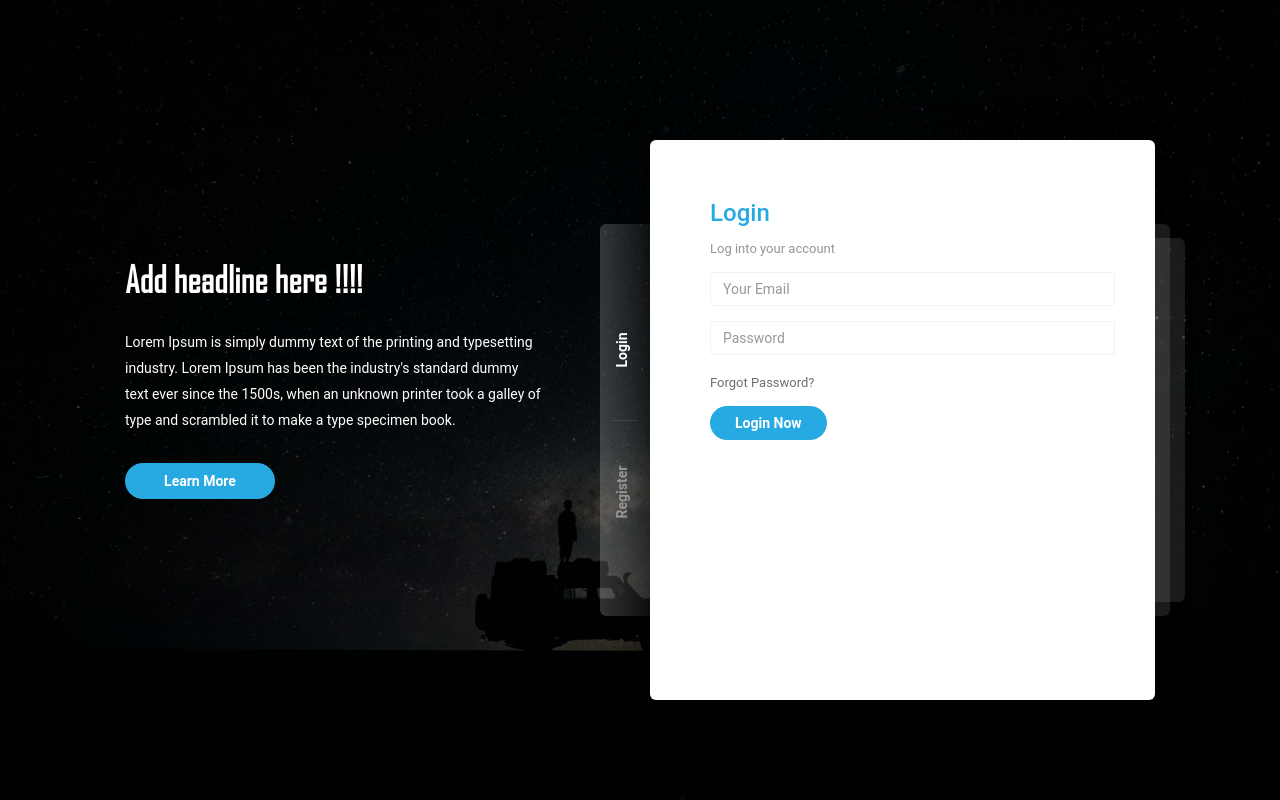 Add headline here !!!!
Lorem Ipsum is simply dummy text of the printing and typesetting
industry. Lorem Ipsum has been the industry's standard dummy
text ever since the 1500s, when an unknown printer took a galley of
type and scrambled it to make a type specimen book.
Learn More
Login
Register
Login
Log into your account
Your Email
Password
Forgot Password?
Login Now